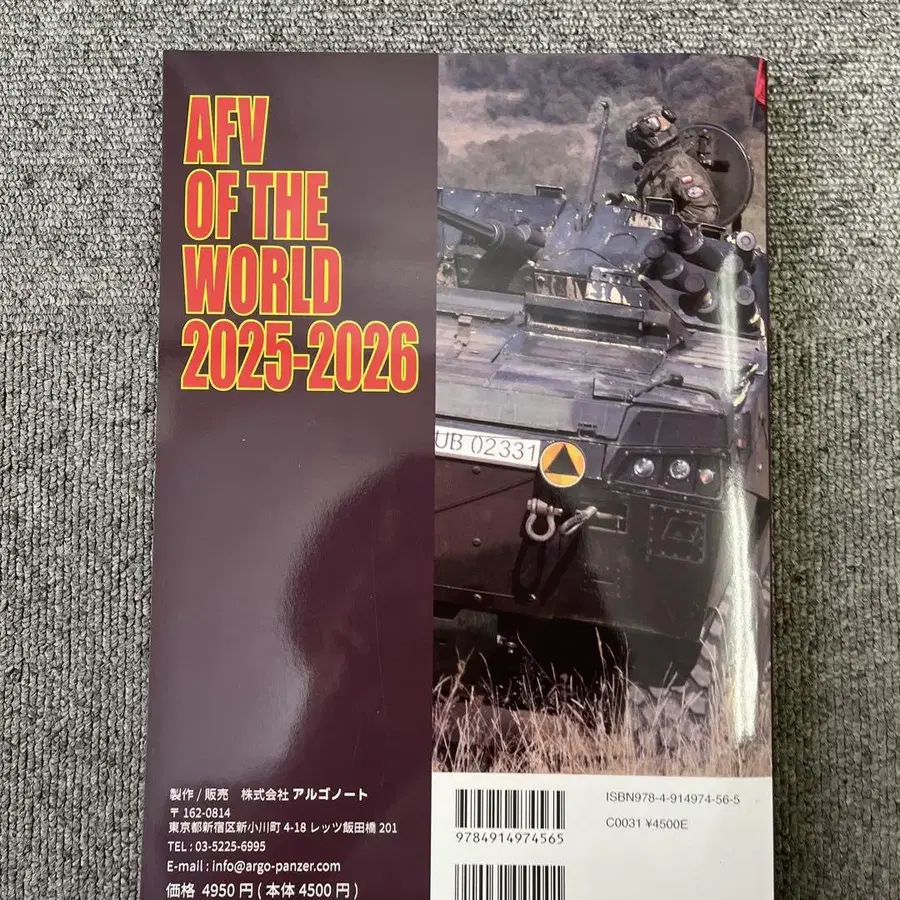 AFV
OF THE
WORLD
2025-2026
UB 02331
製作 / 販売 株式会社 アルゴノート
〒 162-0814
東京都新宿区新小川町 4-18 レッツ飯田橋 201
TEL : 03-5225-6995
E-mail : info@argo-panzer.com
価格 4950 円 ( 本体 4500 円 )
ISBN978-4-914974-56-5
C0031 ¥4500E
9784914974565